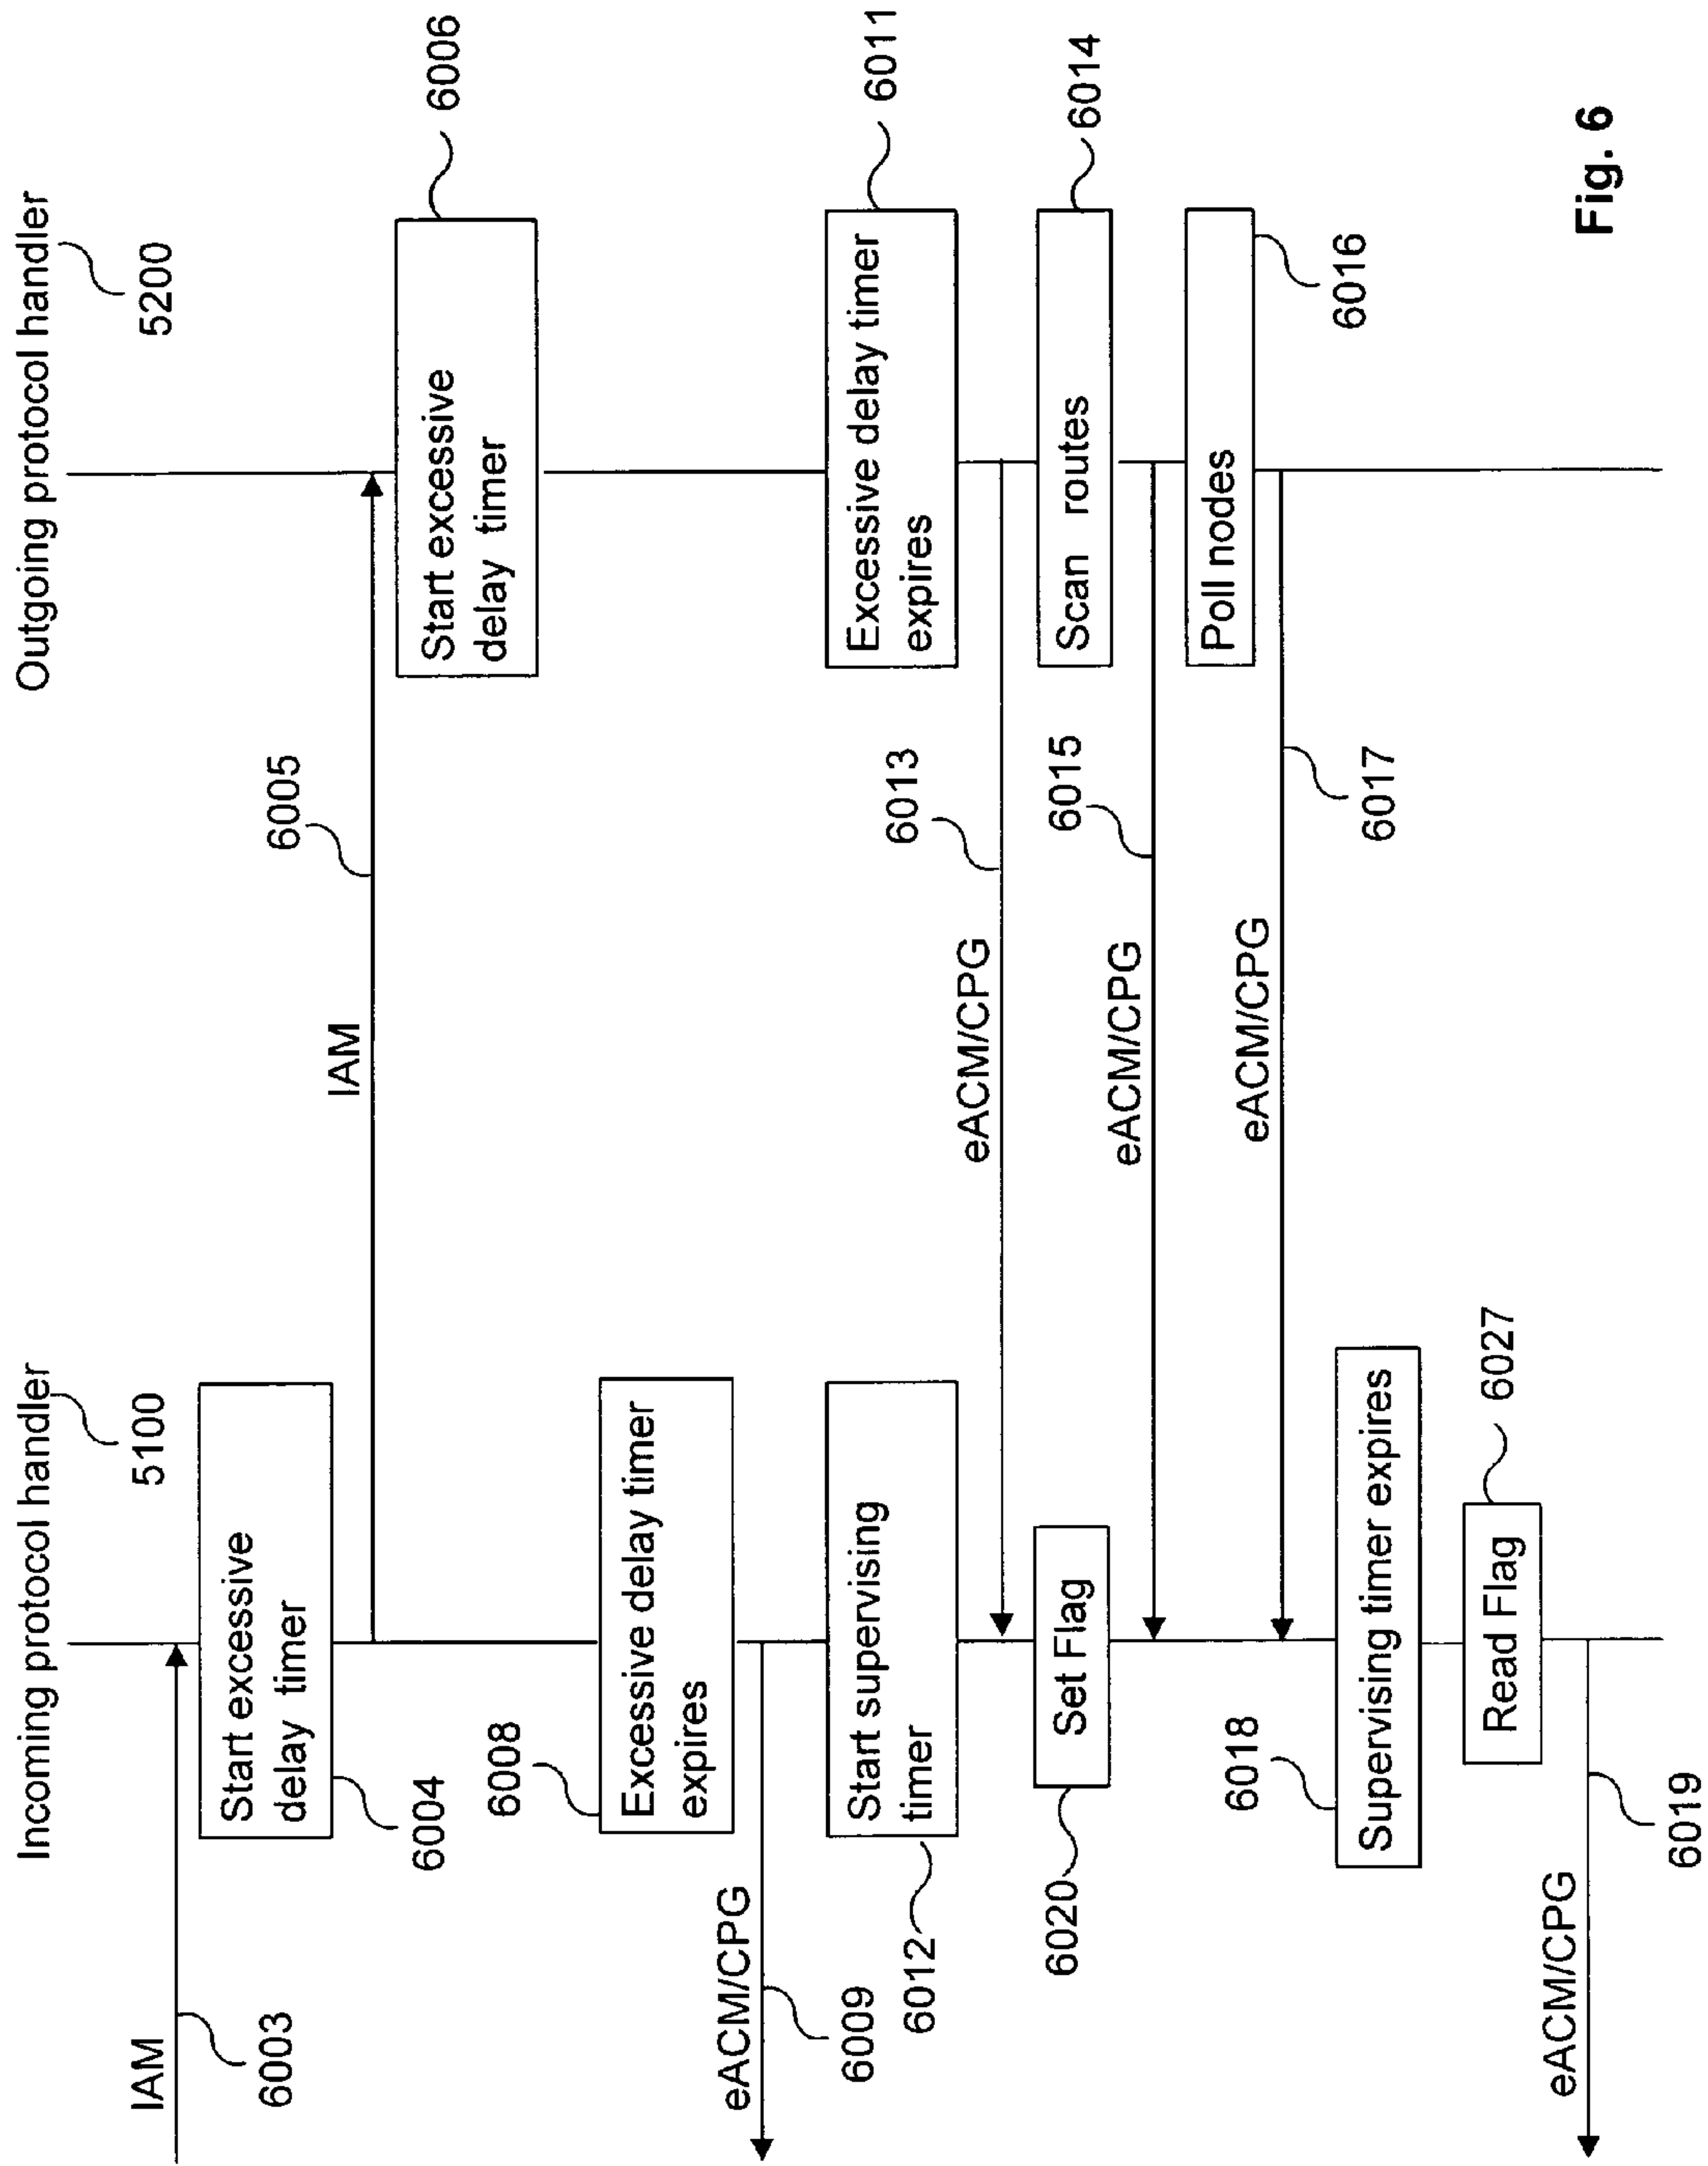 Incoming protocol handler
5100
Outgoing protocol handler
5200
IAM
6003
Start excessive
delay timer
6004
IAM
6005
Start excessive
delay timer
6006
6008
Excessive delay timer
expires
eACM/CPG
6009
Start supervising
timer
6012
Excessive delay timer
expires
6011
eACM/CPG
6013
Set Flag
6020
Scan routes
6014
eACM/CPG
6015
Poll nodes
6016
eACM/CPG
6017
6018
Supervising timer expires
Read Flag
6027
eACM/CPG
6019
Fig. 6